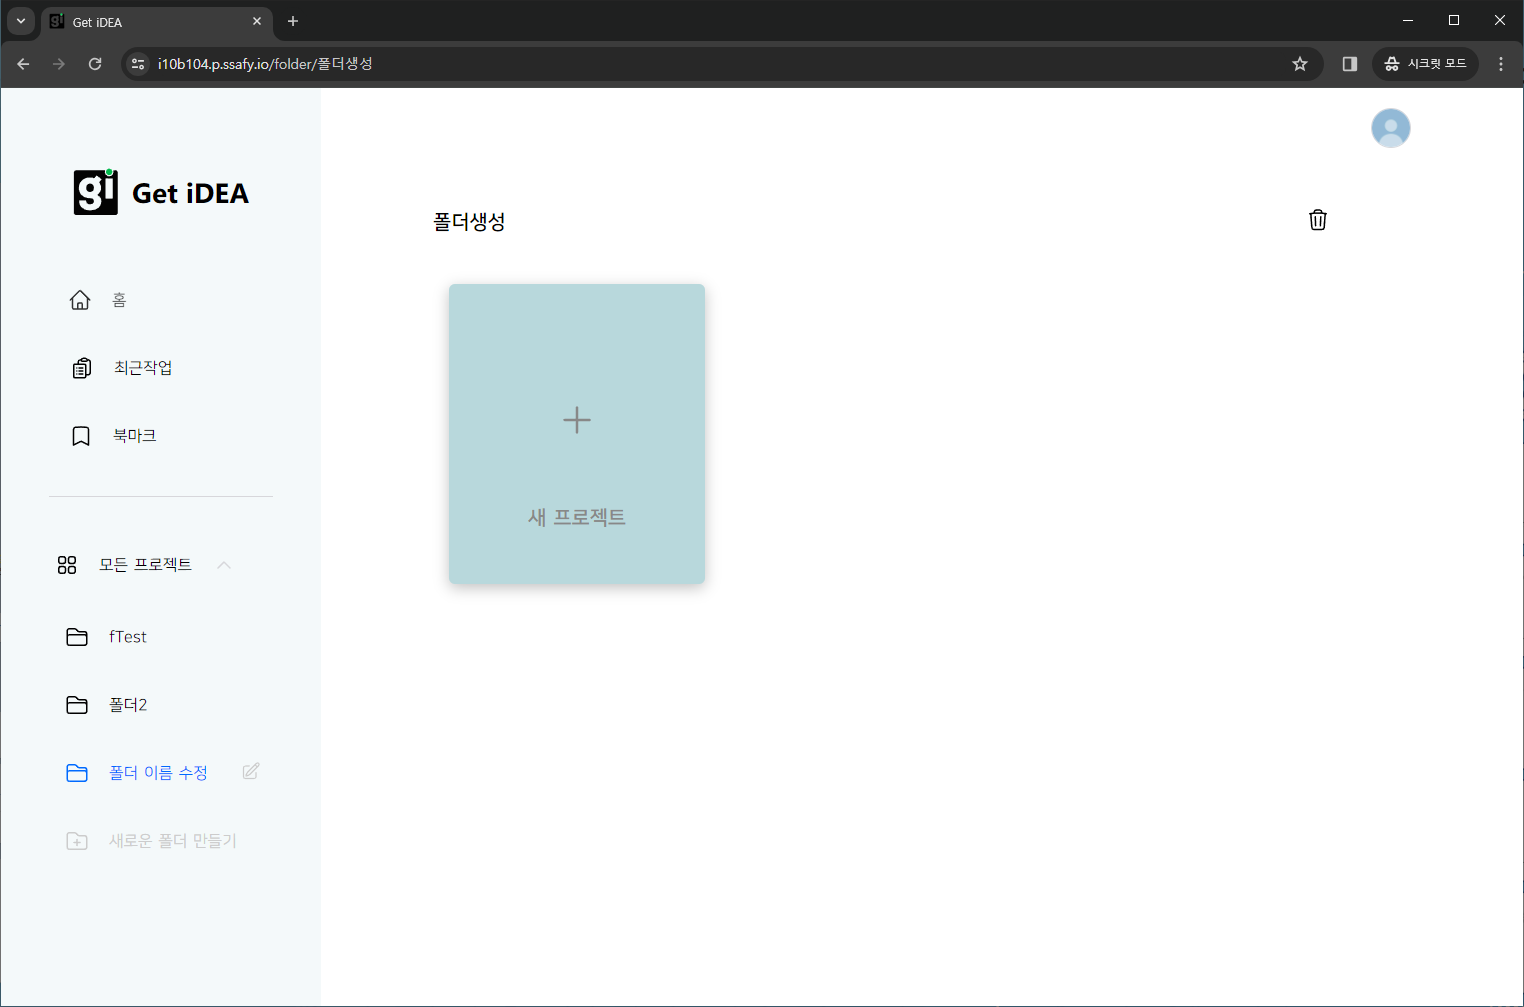 Get iDEA
i10b104.p.ssafy.io/folder/폴더생성
시크릿 모드
gi Get iDEA
폴더생성
홈
최근작업
북마크
새 프로젝트
모든 프로젝트
fTest
폴더2
폴더 이름 수정
새로운 폴더 만들기